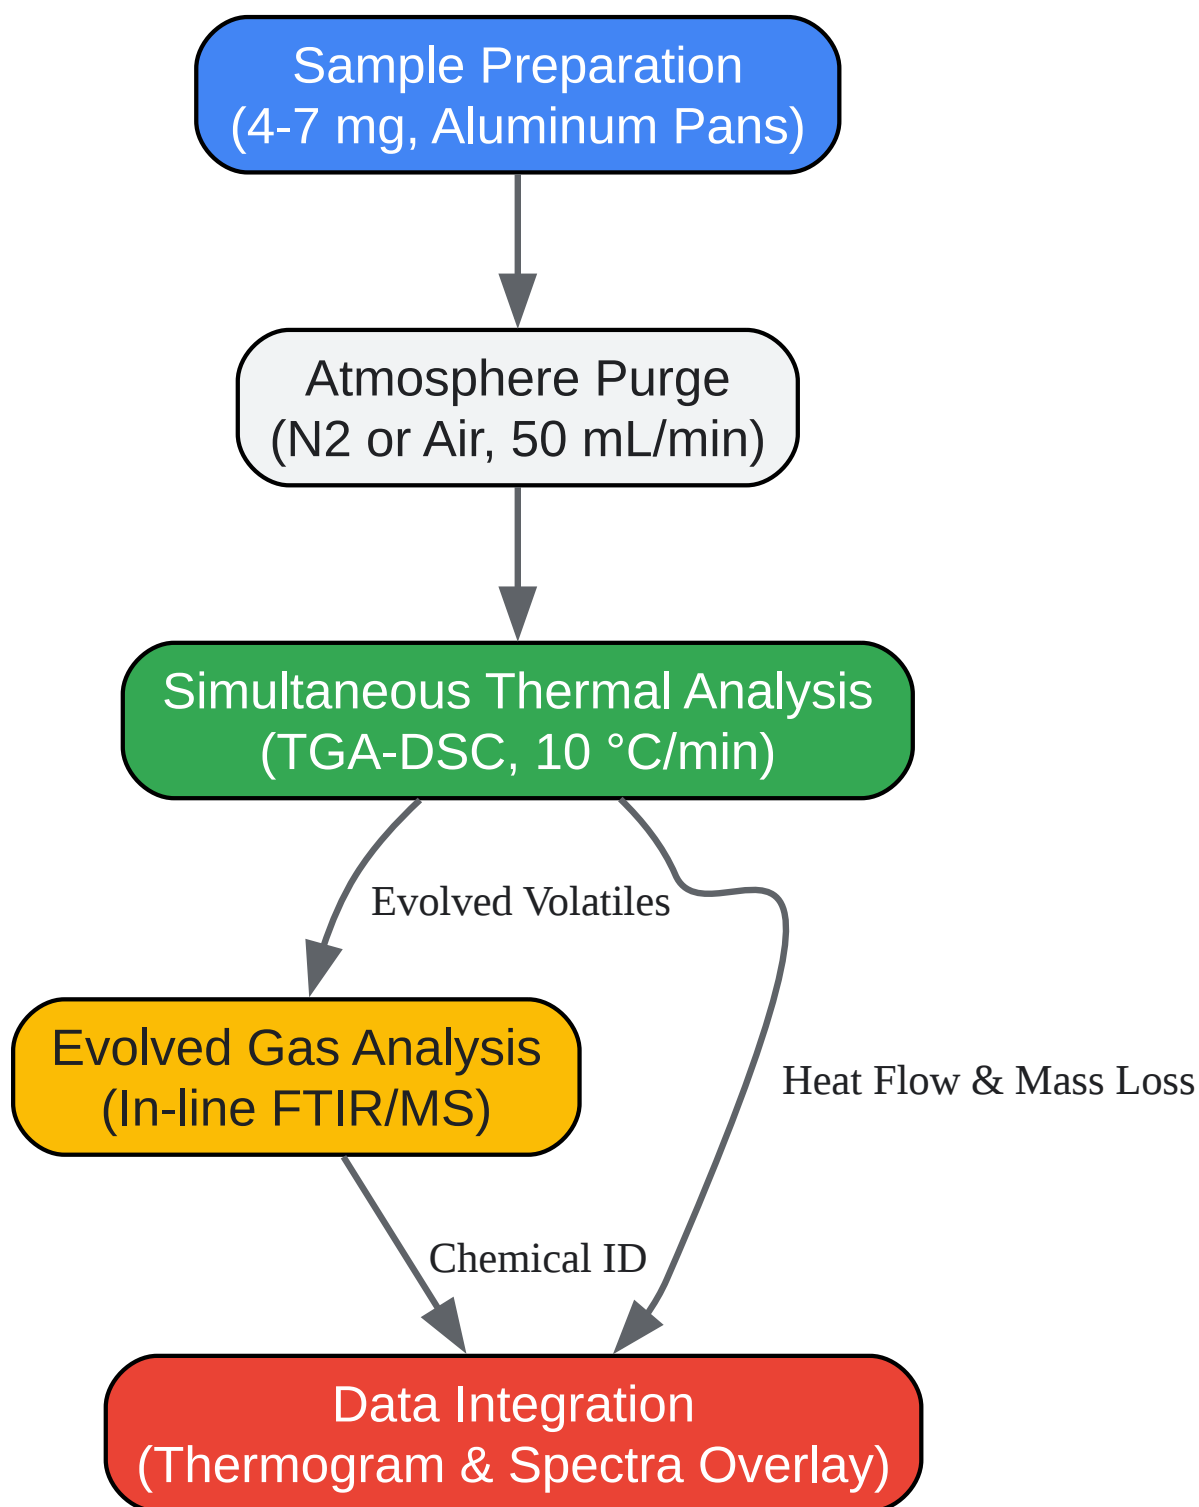 Sample Preparation
(4-7 mg, Aluminum Pans)
Atmosphere Purge
(N2 or Air, 50 mL/min)
Simultaneous Thermal Analysis
(TGA-DSC, 10 °C/min)
Evolved Volatiles
Evolved Gas Analysis
(In-line FTIR/MS)
Heat Flow & Mass Loss
Chemical ID
Data Integration
(Thermogram & Spectra Overlay)